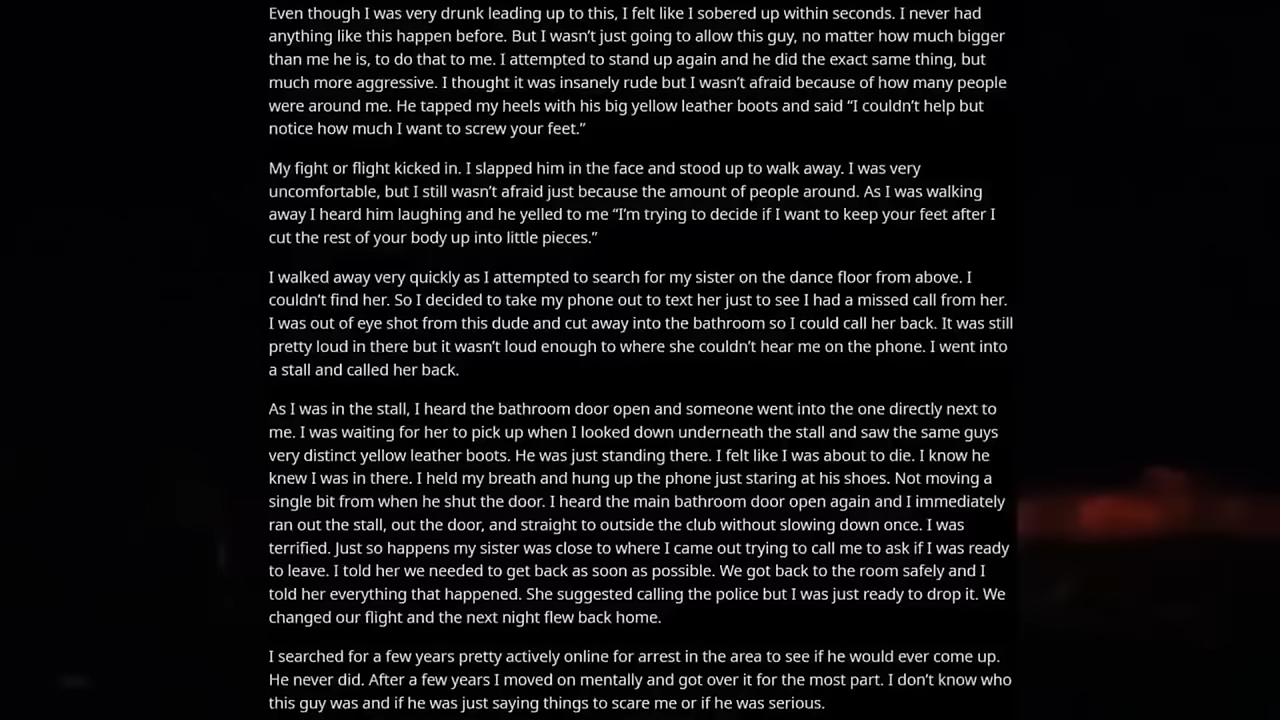 Even though I was very drunk leading up to this, I felt like I sobered up within seconds. I never had
anything like this happen before. But I wasn’t just going to allow this guy, no matter how much bigger
than me he is, to do that to me. I attempted to stand up again and he did the exact same thing, but
much more aggressive. I thought it was insanely rude but I wasn’t afraid because of how many people
were around me. He tapped my heels with his big yellow leather boots and said “I couldn’t help but
notice how much I want to screw your feet.”
My fight or flight kicked in. I slapped him in the face and stood up to walk away. I was very
uncomfortable, but I still wasn’t afraid just because the amount of people around. As I was walking
away I heard him laughing and he yelled to me “I’m trying to decide if I want to keep your feet after I
cut the rest of your body up into little pieces.”
I walked away very quickly as I attempted to search for my sister on the dance floor from above. I
couldn’t find her. So I decided to take my phone out to text her just to see I had a missed call from her.
I was out of eye shot from this dude and cut away into the bathroom so I could call her back. It was still
pretty loud in there but it wasn’t loud enough to where she couldn’t hear me on the phone. I went into
a stall and called her back.
As I was in the stall, I heard the bathroom door open and someone went into the one directly next to
me. I was waiting for her to pick up when I looked down underneath the stall and saw the same guys
very distinct yellow leather boots. He was just standing there. I felt like I was about to die. I know he
knew I was in there. I held my breath and hung up the phone just staring at his shoes. Not moving a
single bit from when he shut the door. I heard the main bathroom door open again and I immediately
ran out the stall, out the door, and straight to outside the club without slowing down once. I was
terrified. Just so happens my sister was close to where I came out trying to call me to ask if I was ready
to leave. I told her we needed to get back as soon as possible. We got back to the room safely and I
told her everything that happened. She suggested calling the police but I was just ready to drop it. We
changed our flight and the next night flew back home.
I searched for a few years pretty actively online for arrest in the area to see if he would ever come up.
He never did. After a few years I moved on mentally and got over it for the most part. I don’t know who
this guy was and if he was just saying things to scare me or if he was serious.